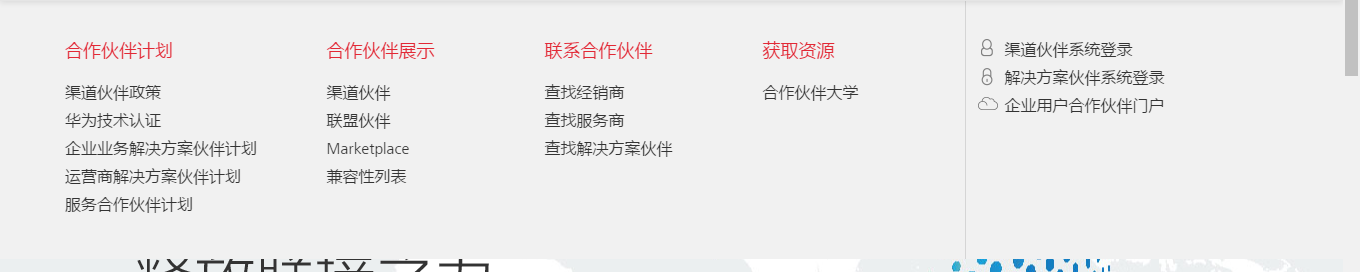 合作伙伴计划
渠道伙伴政策
华为技术认证
企业业务解决方案伙伴计划
运营商解决方案伙伴计划
服务合作伙伴计划
合作伙伴展示
渠道伙伴
联盟伙伴
Marketplace
兼容性列表
联系合作伙伴
查找经销商
查找服务商
查找解决方案伙伴
获取资源
合作伙伴大学
渠道伙伴系统登录
解决方案伙伴系统登录
企业用户合作伙伴门户